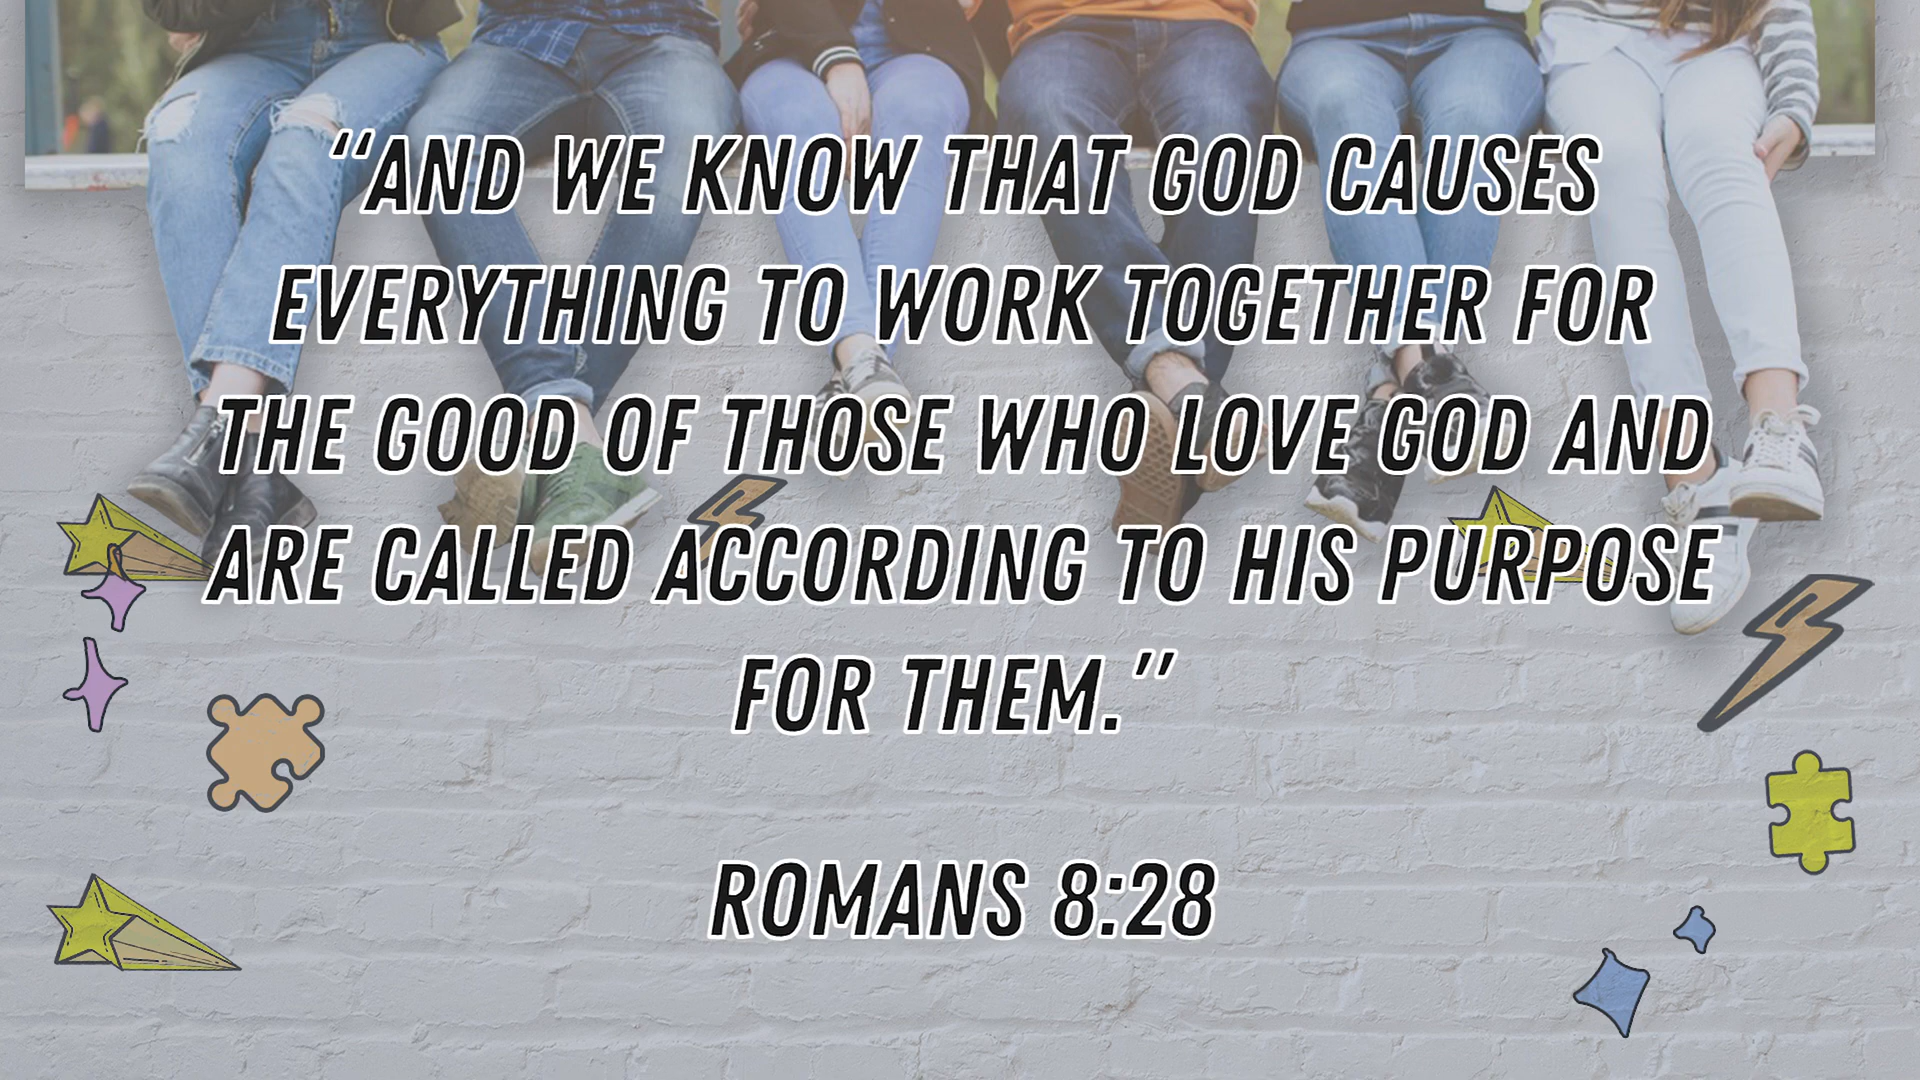 “AND WE KNOW THAT GOD CAUSES
EVERYTHING TO WORK TOGETHER FOR
THE GOOD OF THOSE WHO LOVE GOD AND
ARE CALLED ACCORDING TO HIS PURPOSE
FOR THEM.”
ROMANS 8:28